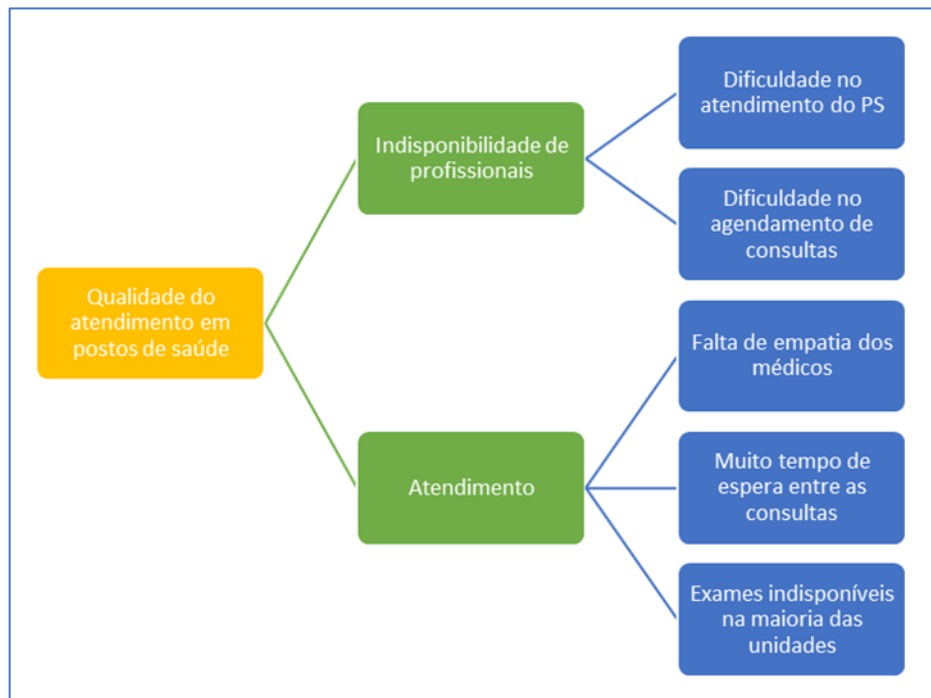 Qualidade do
atendimento em
postos de saúde
Indisponibilidade de
profissionais
Dificuldade no
atendimento do PS
Dificuldade no
agendamento de
consultas
Atendimento
Falta de empatia dos
médicos
Muito tempo de
espera entre as
consultas
Exames indisponíveis
na maioria das
unidades